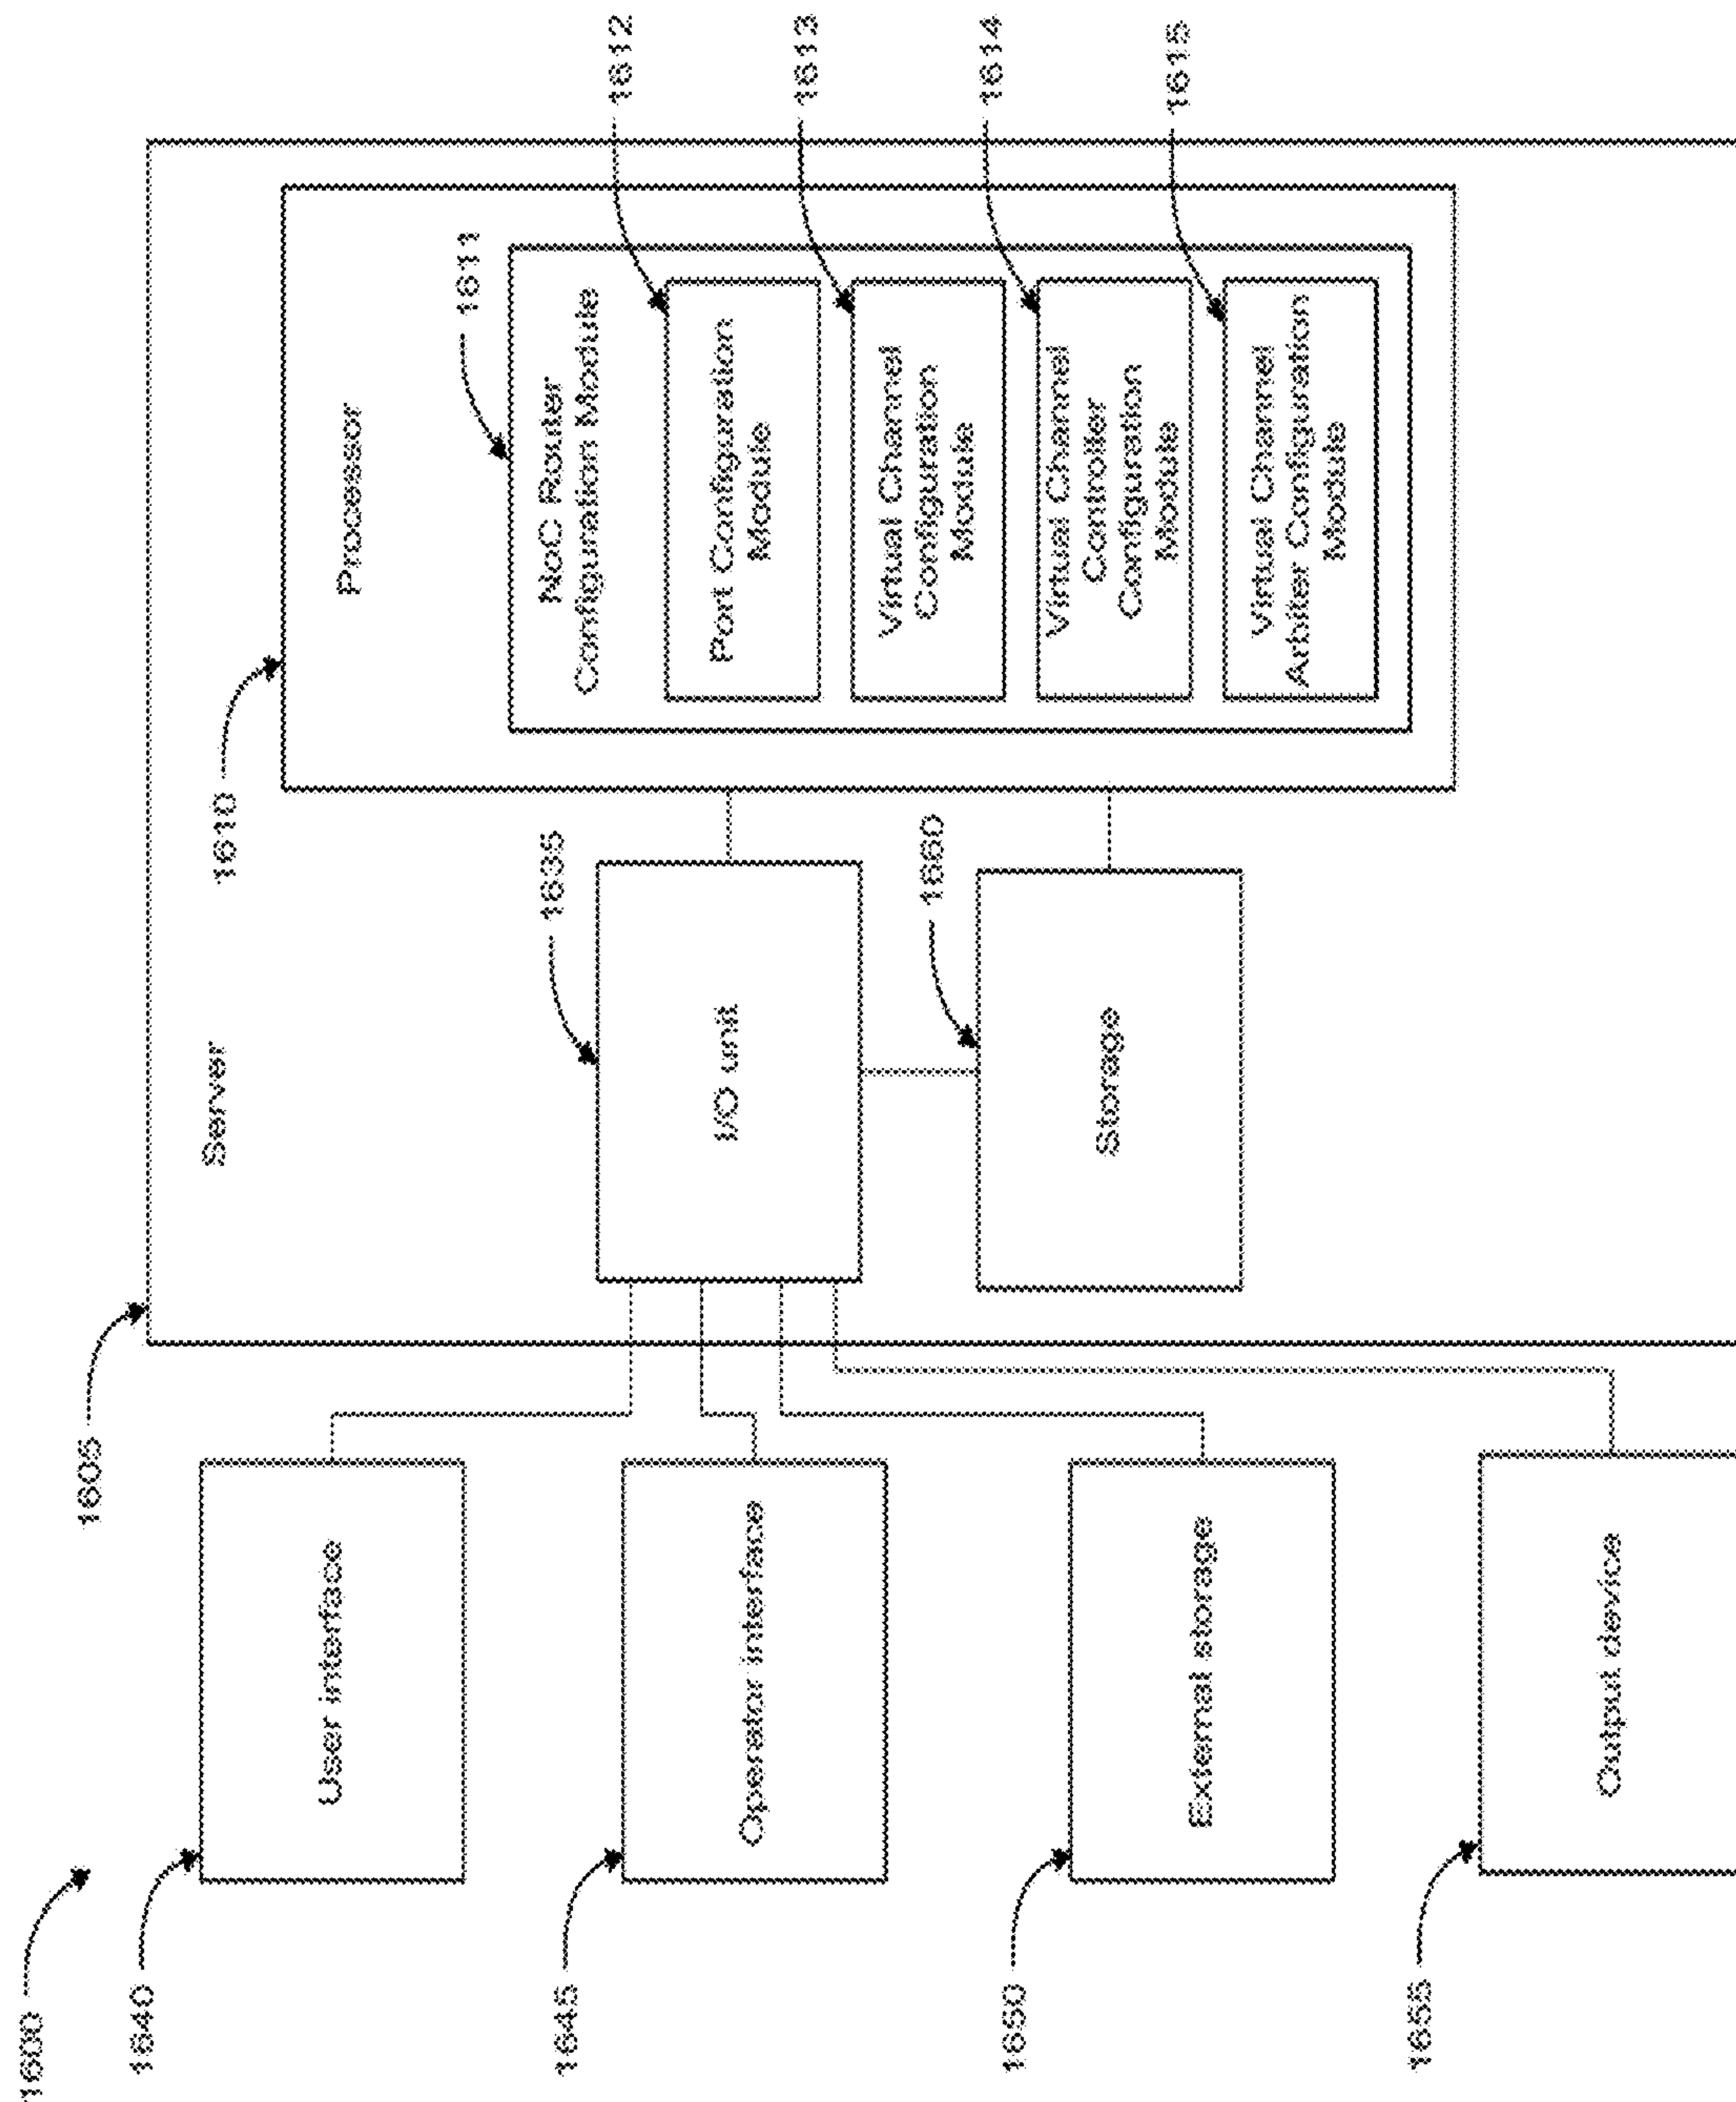 1600
1605
Server
1610
Processor
1611
NoC Router
Configuration Module
1612
Port Configuration
Module
1613
Virtual Channel
Configuration
Module
1614
Virtual Channel
Controller
Configuration
Module
1615
Virtual Channel
Arbiter Configuration
Module
1635
I/O unit
1660
Storage
1640
User interface
1645
Operator interface
1650
External storage
1655
Output device